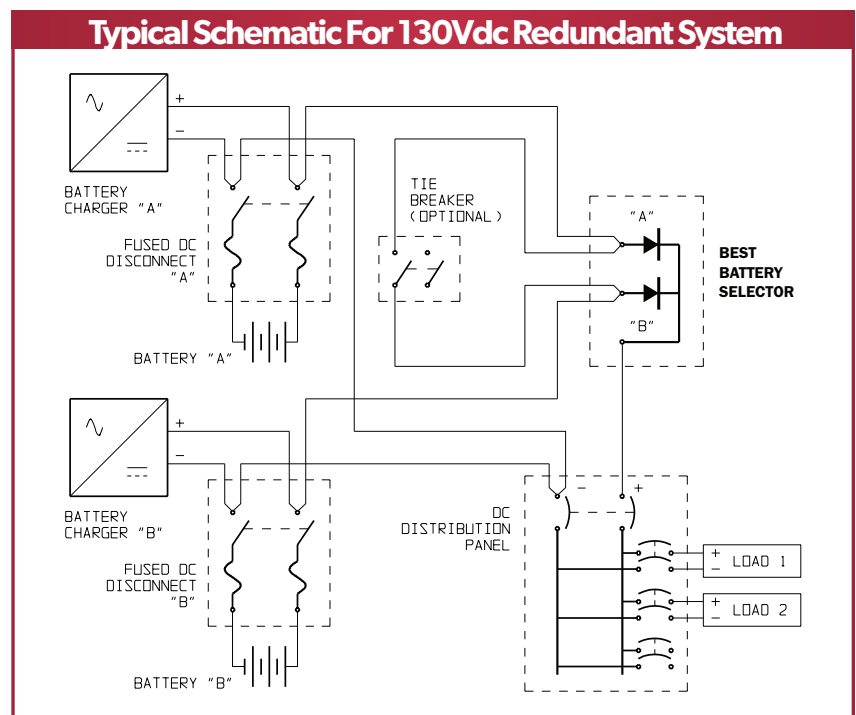 Typical Schematic For 130Vdc Redundant System
+
−
BATTERY
CHARGER "A"
FUSED DC
DISCONNECT
"A"
BATTERY "A"
TIE
BREAKER
(OPTIONAL)
"A"
"B"
BEST
BATTERY
SELECTOR
+
−
BATTERY
CHARGER "B"
FUSED DC
DISCONNECT
"B"
BATTERY "B"
DC
DISTRIBUTION
PANEL
− +
+ LOAD 1
−
+ LOAD 2
−